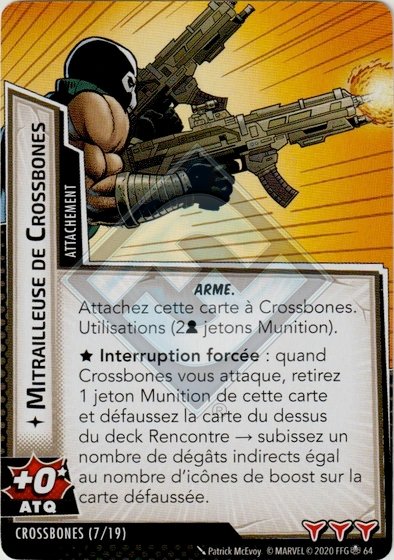 MITRAILLEUSE DE CROSSBONES
ATTACHEMENT
ARME.
Attachez cette carte à Crossbones.
Utilisations (2 jetons Munition).
★ Interruption forcée : quand
Crossbones vous attaque, retirez
1 jeton Munition de cette carte
et défaussez la carte du dessus
du deck Rencontre → subissez un
nombre de dégâts indirects égal
au nombre d'icônes de boost sur la
carte défaussée.
+0
ATQ
CROSSBONES (7/19)
Patrick McEvoy © MARVEL © 2020 FFG 64